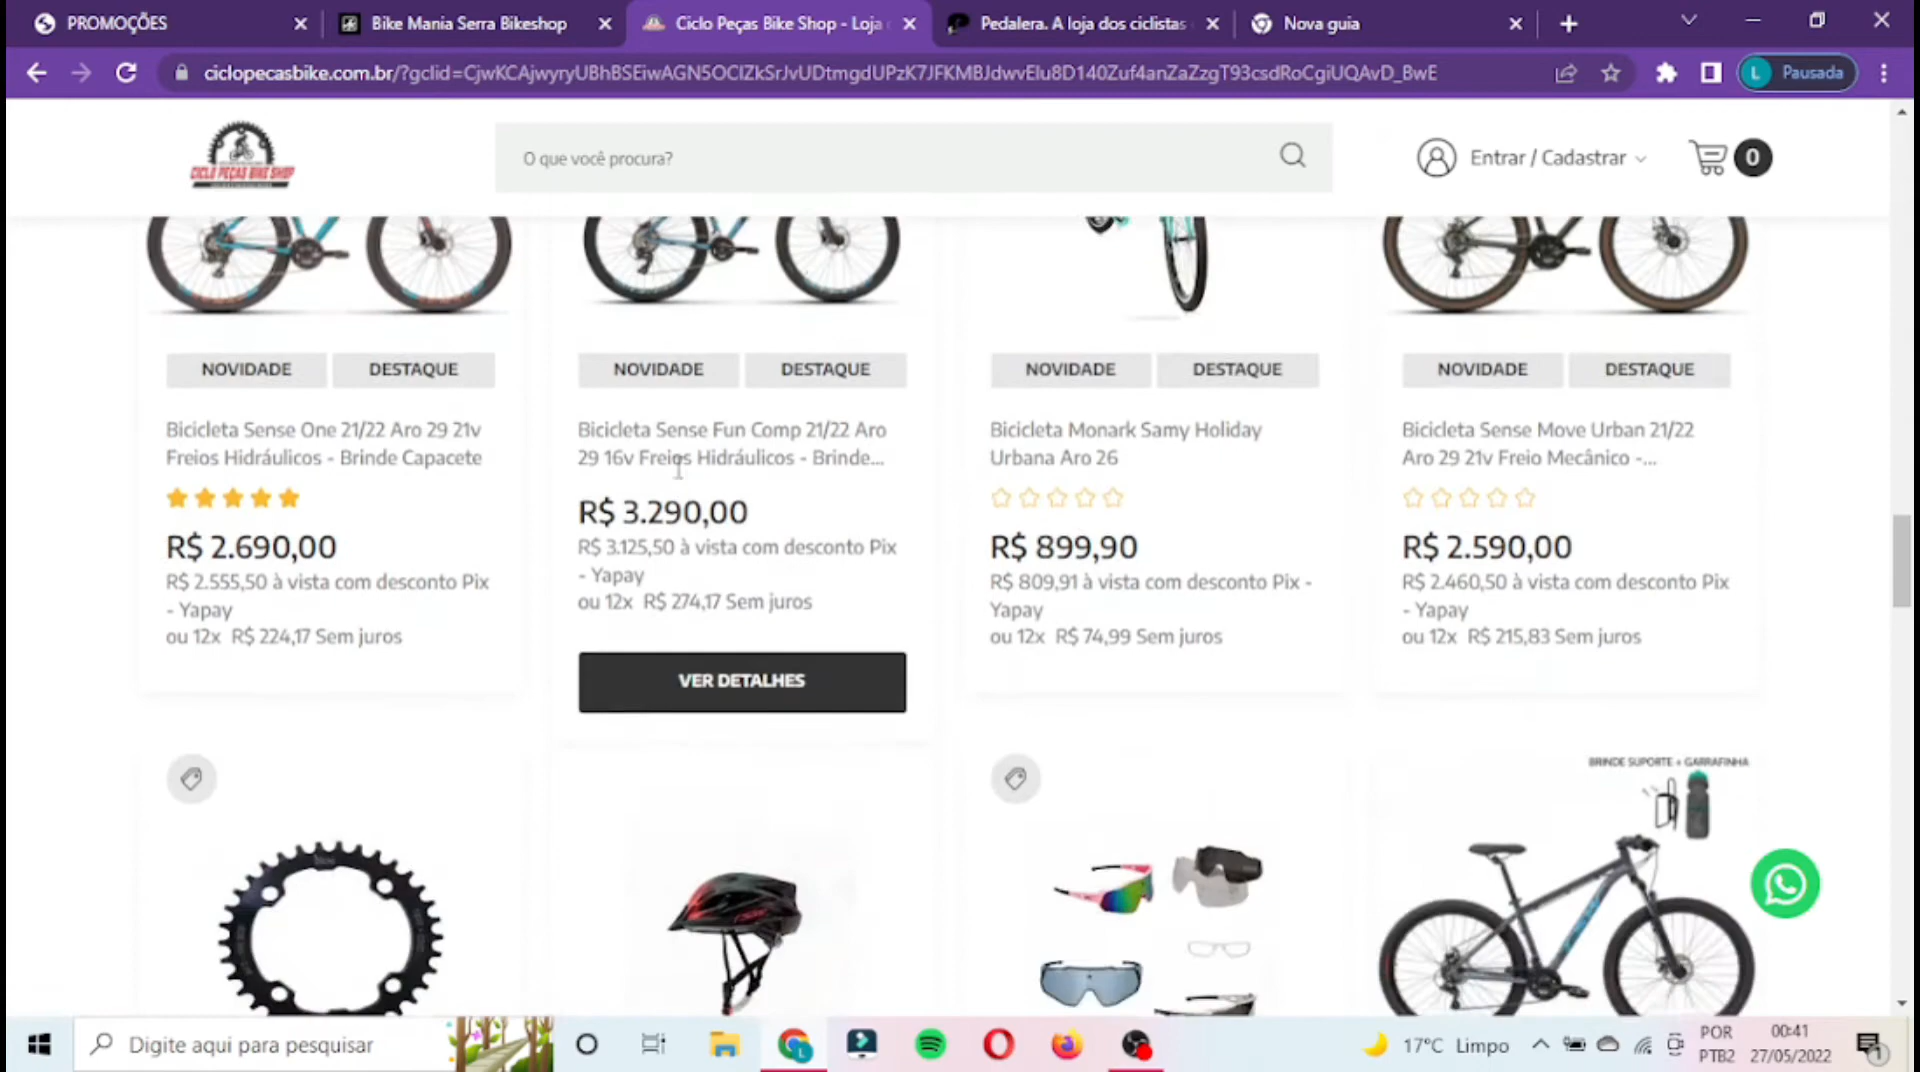 PROMOÇÕES
Bike Mania Serra Bikeshop
Ciclo Peças Bike Shop - Loja
Pedalera. A loja dos ciclistas
Nova guia
ciclopecasbike.com.br/?gclid=CjwKCAjwyryUBhBSEiwAGN5OCIZkSrJvUDtmgdUPzK7JFKMBJdwvElu8D140Zuf4anZaZzgT93csdRoCgiUQAvD_BwE
L Pausada
CICLO PEÇAS BIKE SHOP
O que você procura?
Entrar / Cadastrar
0
NOVIDADE DESTAQUE
NOVIDADE DESTAQUE
NOVIDADE DESTAQUE
NOVIDADE DESTAQUE
Bicicleta Sense One 21/22 Aro 29 21v
Freios Hidráulicos - Brinde Capacete
R$ 2.690,00
R$ 2.555,50 à vista com desconto Pix
- Yapay
ou 12x R$ 224,17 Sem juros
Bicicleta Sense Fun Comp 21/22 Aro
29 16v Freios Hidráulicos - Brinde...
R$ 3.290,00
R$ 3.125,50 à vista com desconto Pix
- Yapay
ou 12x R$ 274,17 Sem juros
VER DETALHES
Bicicleta Monark Samy Holiday
Urbana Aro 26
R$ 899,90
R$ 809,91 à vista com desconto Pix -
Yapay
ou 12x R$ 74,99 Sem juros
Bicicleta Sense Move Urban 21/22
Aro 29 21v Freio Mecânico -...
R$ 2.590,00
R$ 2.460,50 à vista com desconto Pix
- Yapay
ou 12x R$ 215,83 Sem juros
BRINDE SUPORTE + GARRAFINHA
Digite aqui para pesquisar
17°C Limpo
POR
PTB2
00:41
27/05/2022
1